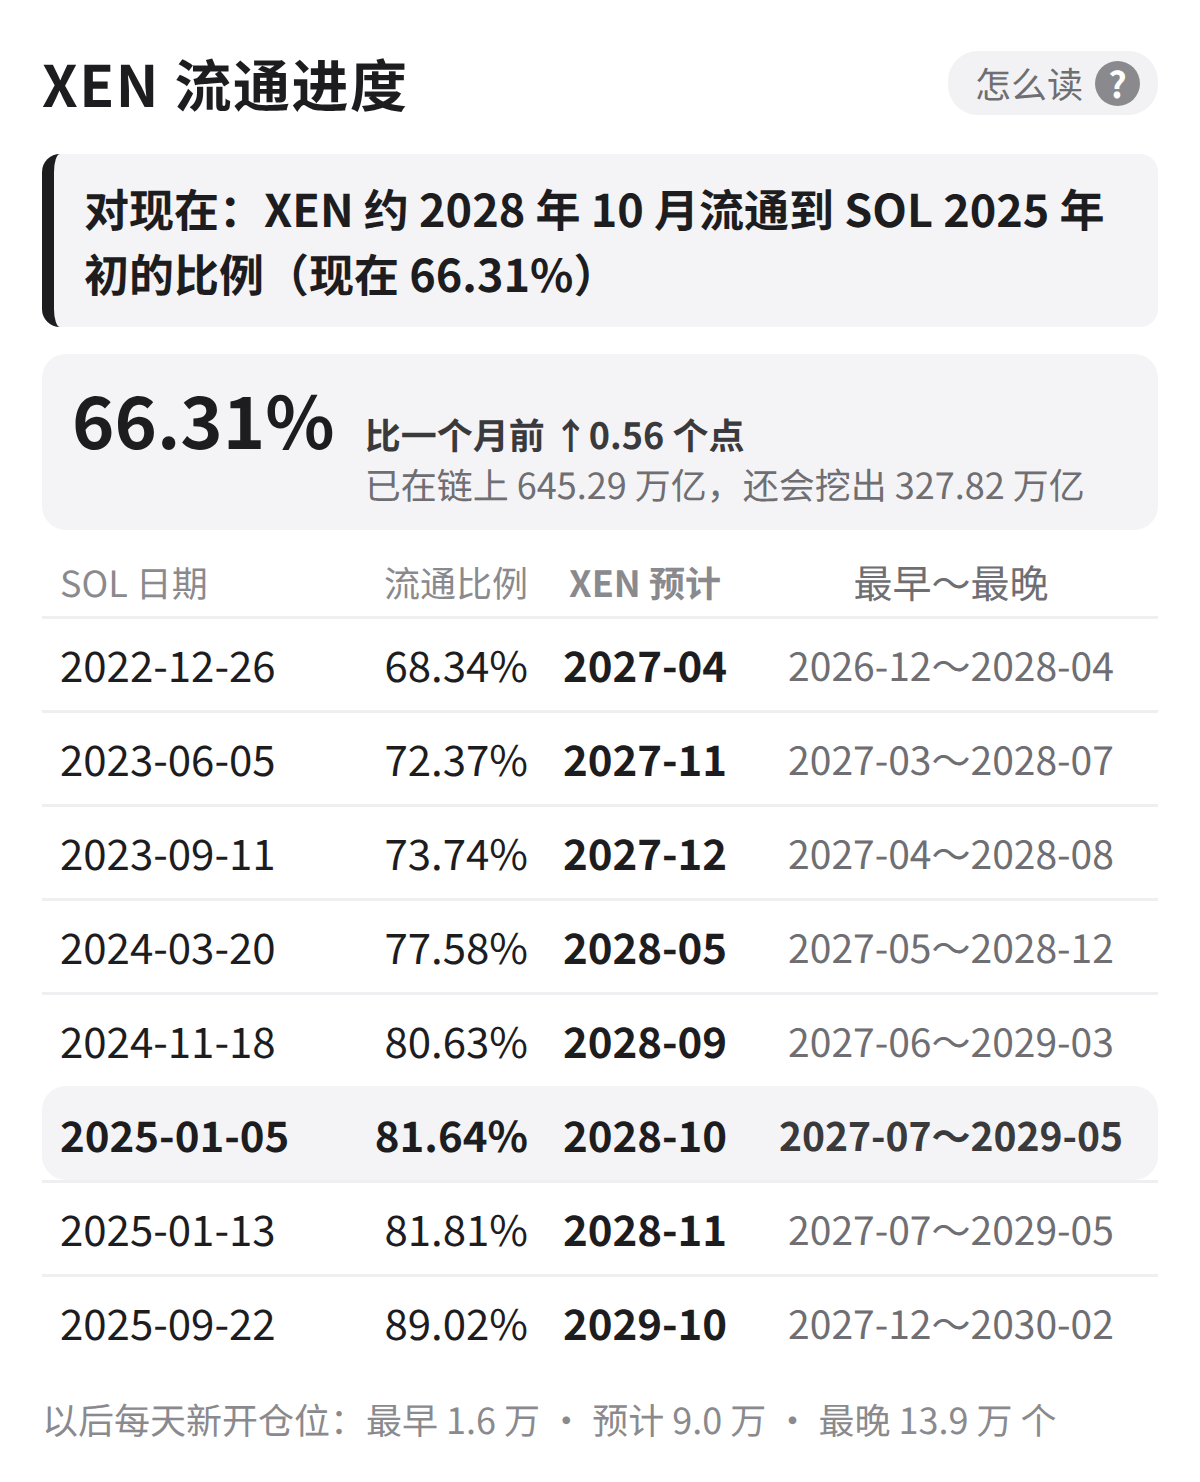 XEN 流通进度
怎么读 ?
对现在：XEN 约 2028 年 10 月流通到 SOL 2025 年
初的比例（现在 66.31%）
66.31%
比一个月前 ↑0.56 个点
已在链上 645.29 万亿，还会挖出 327.82 万亿
SOL 日期 流通比例 XEN 预计 最早～最晚
2022-12-26 68.34% 2027-04 2026-12～2028-04
2023-06-05 72.37% 2027-11 2027-03～2028-07
2023-09-11 73.74% 2027-12 2027-04～2028-08
2024-03-20 77.58% 2028-05 2027-05～2028-12
2024-11-18 80.63% 2028-09 2027-06～2029-03
2025-01-05 81.64% 2028-10 2027-07～2029-05
2025-01-13 81.81% 2028-11 2027-07～2029-05
2025-09-22 89.02% 2029-10 2027-12～2030-02
以后每天新开仓位：最早 1.6 万 · 预计 9.0 万 · 最晚 13.9 万 个